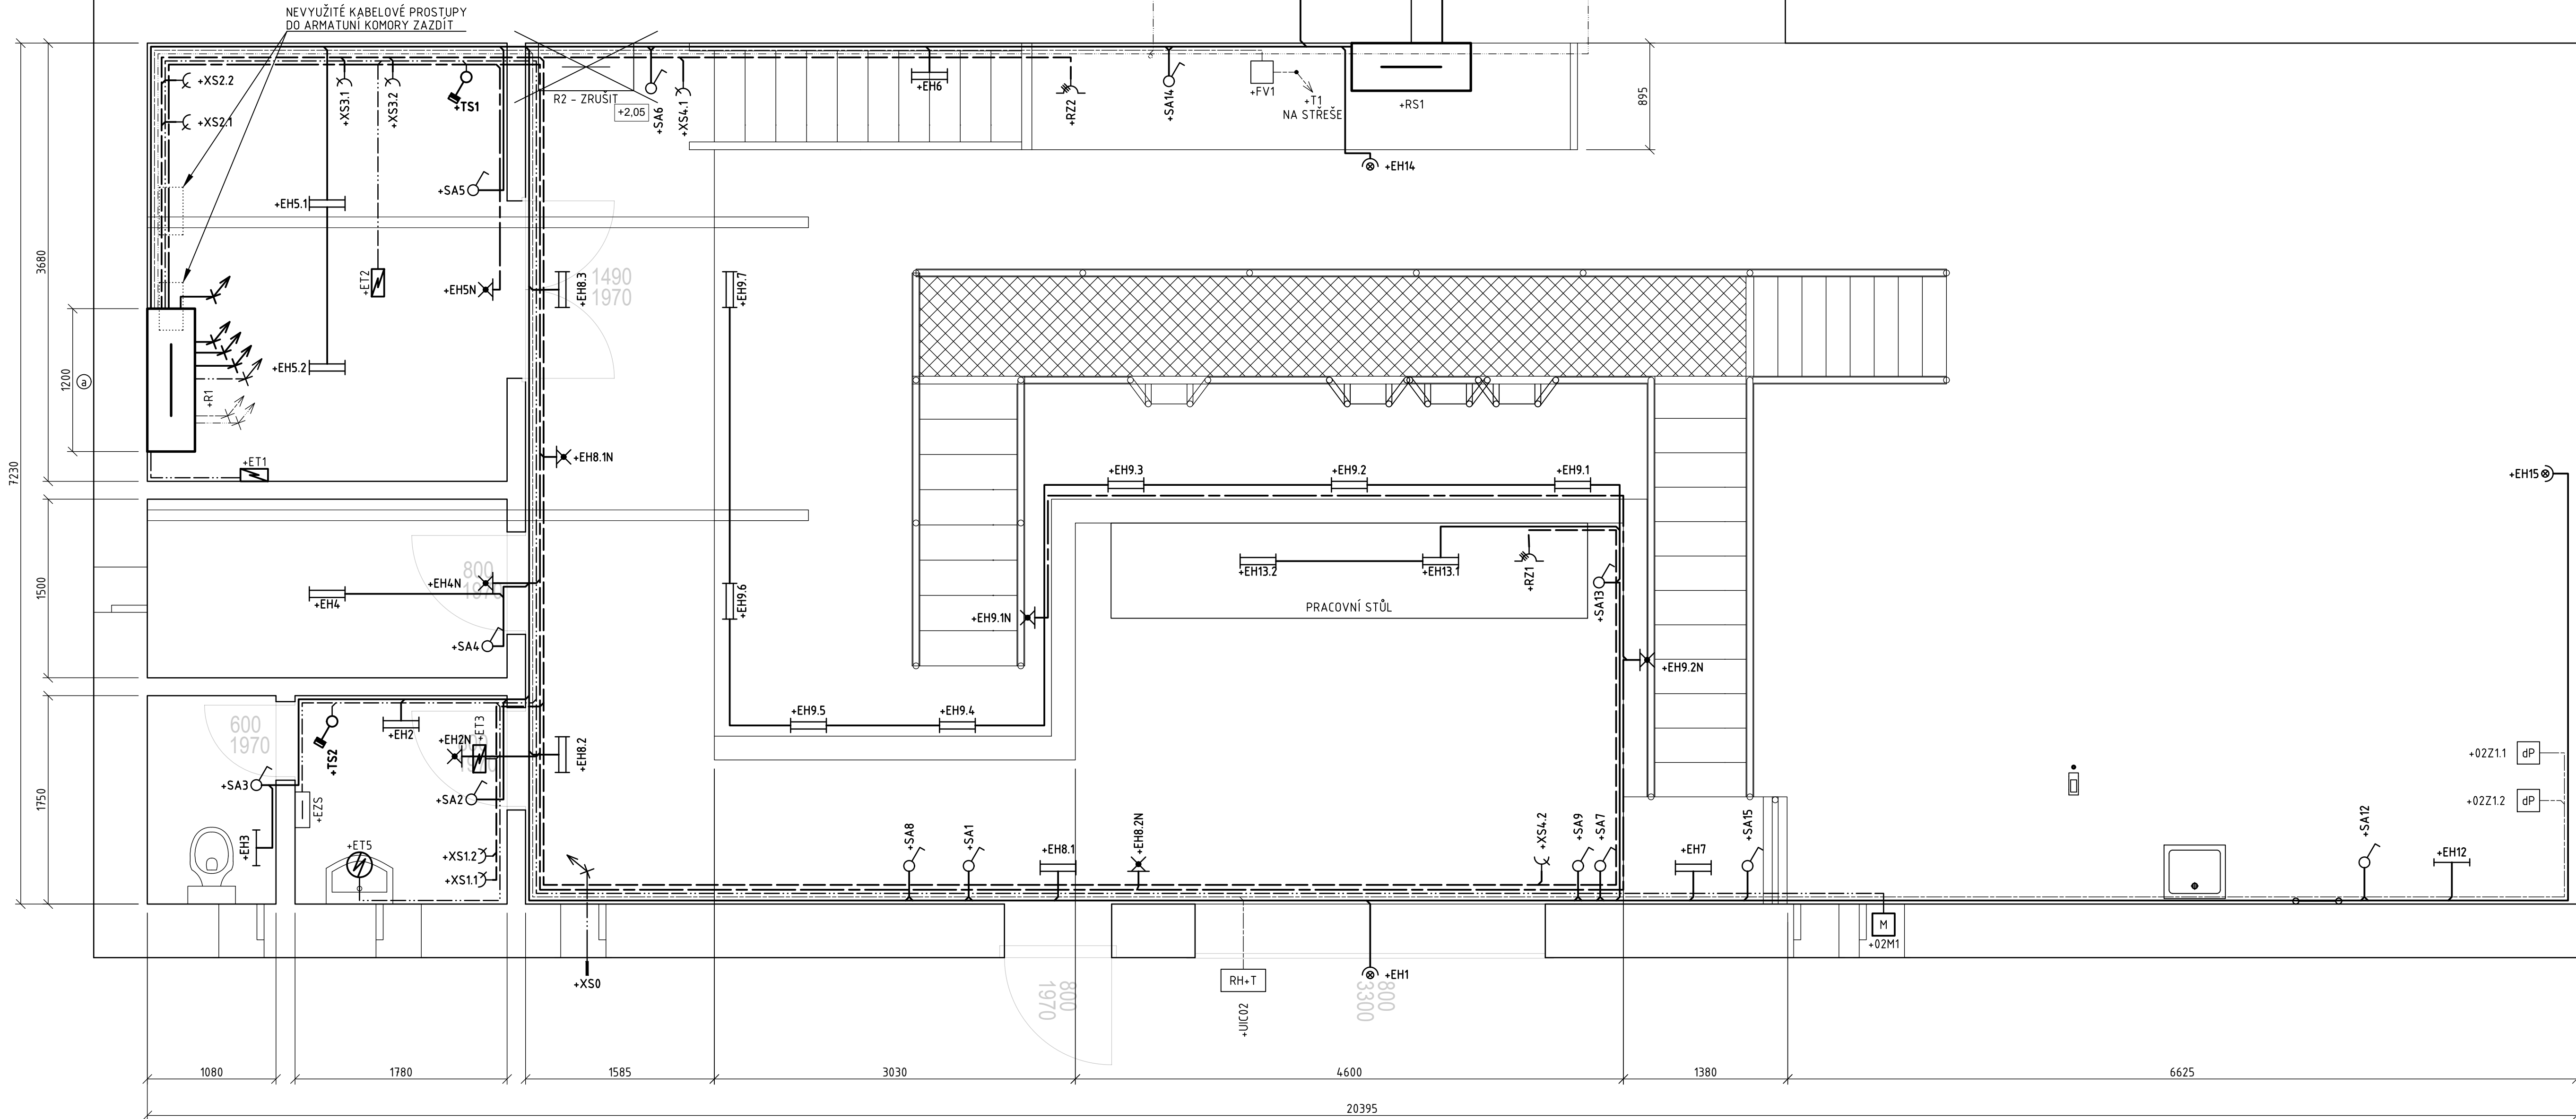 NEVYUŽITÉ KABELOVÉ PROSTUPY
DO ARMATUNÍ KOMORY ZAZDÍT
+XS2.2
+XS2.1
+XS3.1
+XS3.2
+TS1
R2 - ZRUŠIT
+2,05
+SA6
+XS4.1
+EH6
+RZ2
+SA14
+FV1
+T1
NA STŘEŠE
+RS1
895
+EH14
+SA5
+EH5.1
3680
+ET2
+EH5N
+EH8.3
1490
1970
+EH9.7
+EH5.2
1200
a
+R1
7230
+ET1
+EH8.1N
+EH9.3
+EH9.2
+EH9.1
+EH15
1500
+EH4
+EH4N
800
1970
+SA4
+EH9.6
+EH9.1N
+EH13.2
+EH13.1
+RZ1
+SA13
PRACOVNÍ STŮL
+EH9.2N
1750
600
1970
+TS2
+EH2
+EH2N
+ET3
+EH8.2
+EH9.5
+EH9.4
+SA3
+EZS
+SA2
+EH3
+ET5
+XS1.2
+XS1.1
+SA8
+SA1
+EH8.1
+EH8.2N
+XS4.2
+SA9
+SA7
+EH7
+SA15
+02Z1.1
dP
+02Z1.2
dP
+SA12
+EH12
M
+02M1
+XS0
RH+T
+UIC02
+EH1
800
1970
800
3300
1080
1780
1585
3030
4600
1380
6625
20395